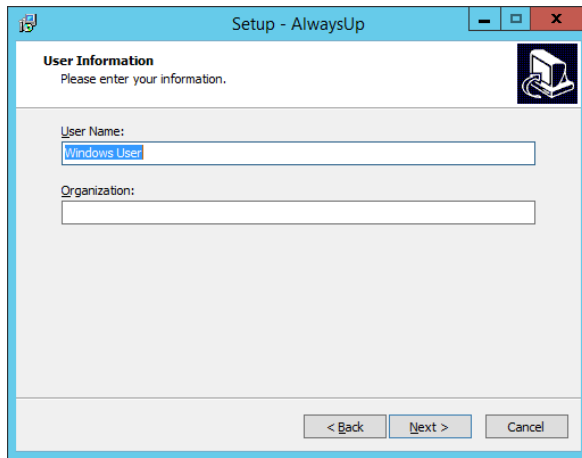 Setup - AlwaysUp
User Information
Please enter your information.
User Name:
Windows User
Organization:
< Back
Next >
Cancel